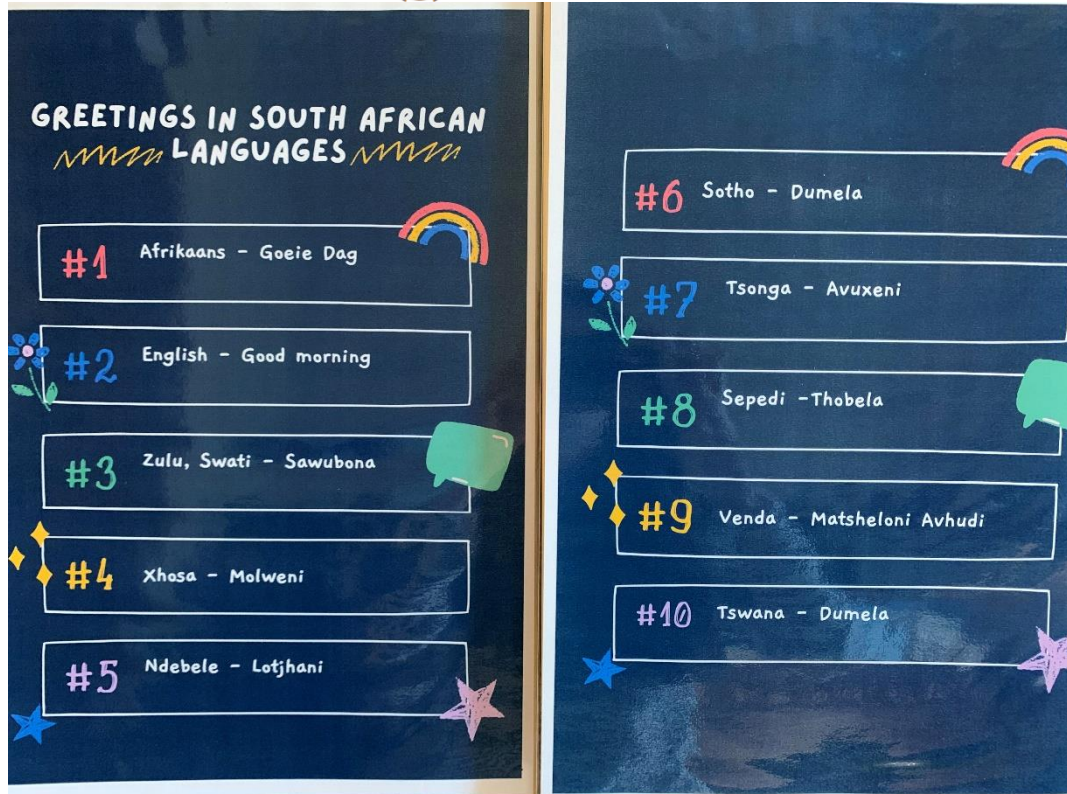 GREETINGS IN SOUTH AFRICAN
LANGUAGES
#1 Afrikaans - Goeie Dag
#2 English - Good morning
#3 Zulu, Swati - Sawubona
#4 Xhosa - Molweni
#5 Ndebele - Lotjhani
#6 Sotho - Dumela
#7 Tsonga - Avuxeni
#8 Sepedi -Thobela
#9 Venda - Matsheloni Avhudi
#10 Tswana - Dumela